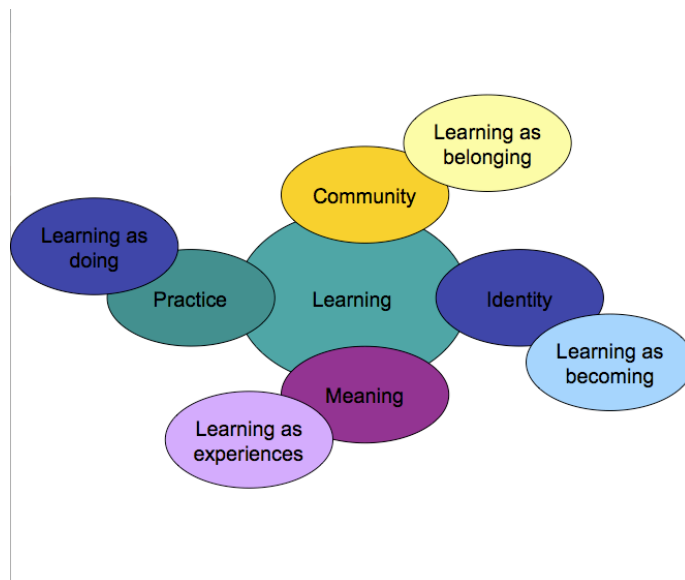 Learning as
belonging
Community
Learning as
doing
Practice
Learning
Identity
Learning as
becoming
Meaning
Learning as
experiences